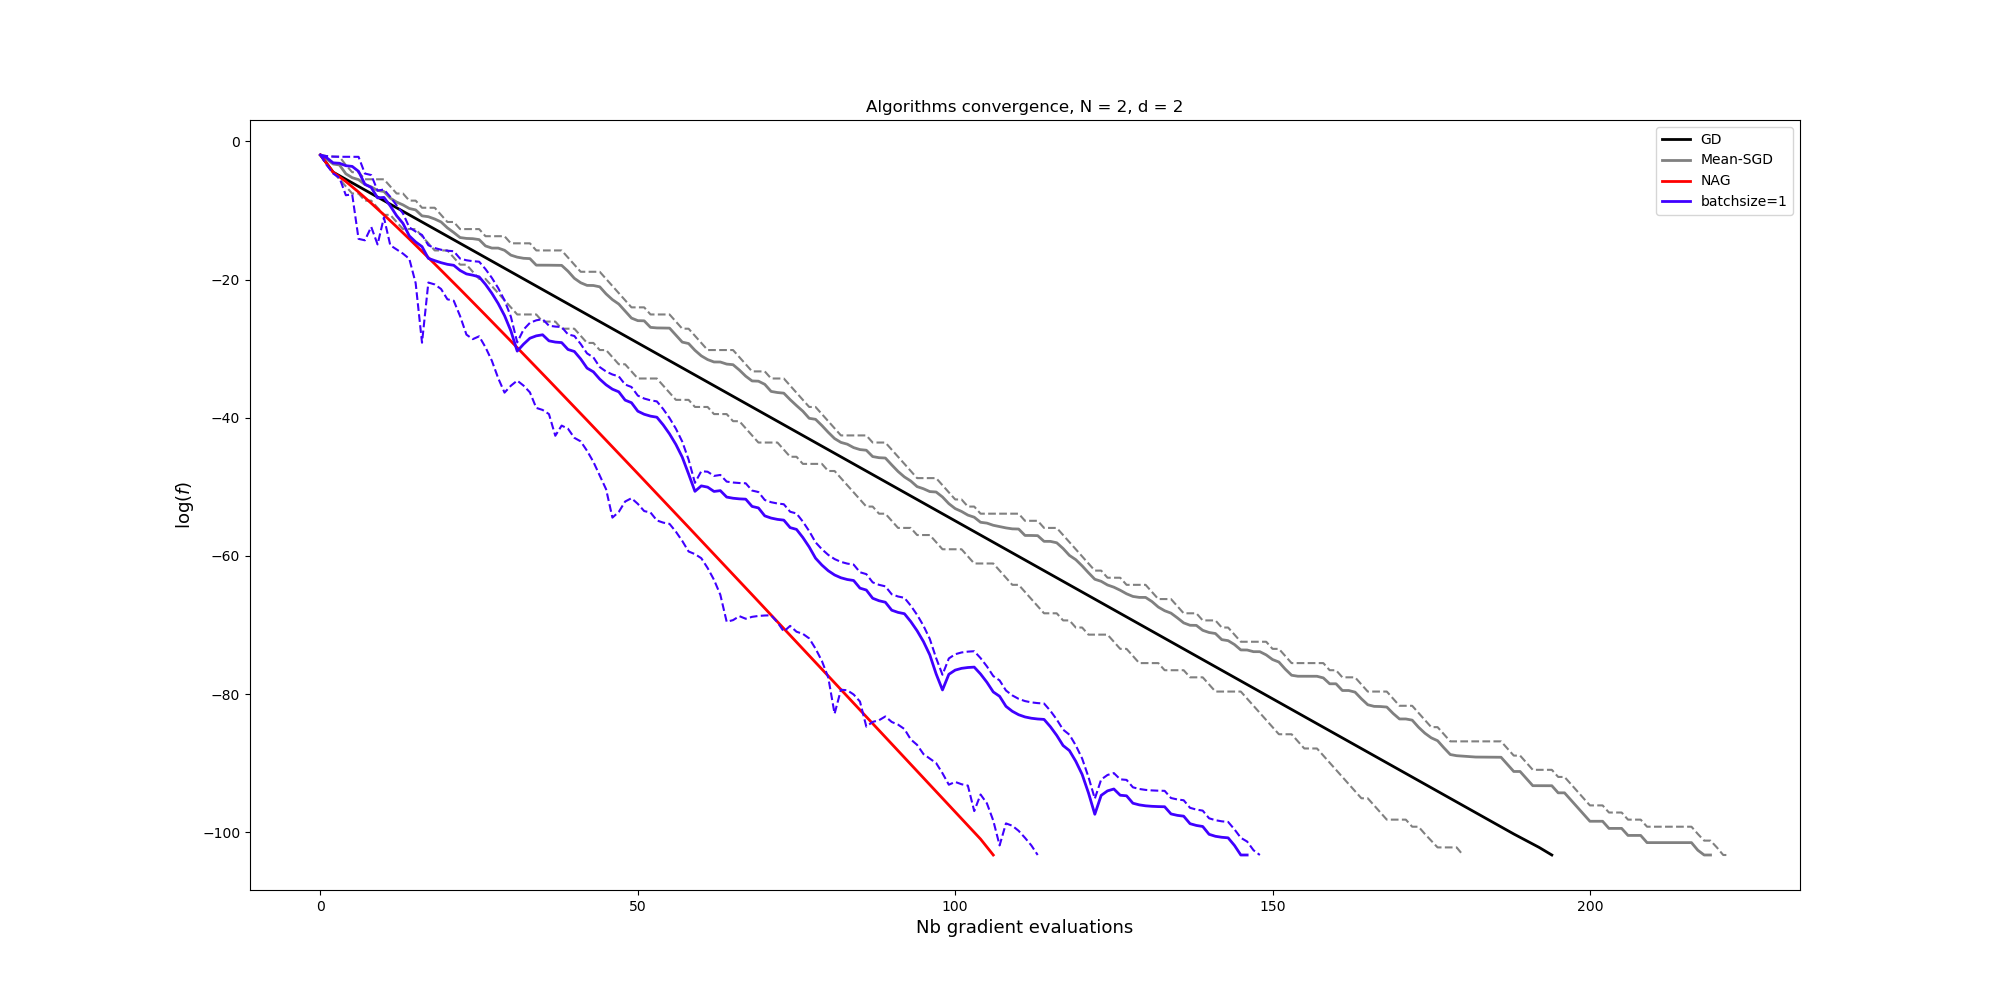 Algorithms convergence, N = 2, d = 2
GD
Mean-SGD
NAG
batchsize=1
log(f)
0
−20
−40
−60
−80
−100
0
50
100
150
200
Nb gradient evaluations